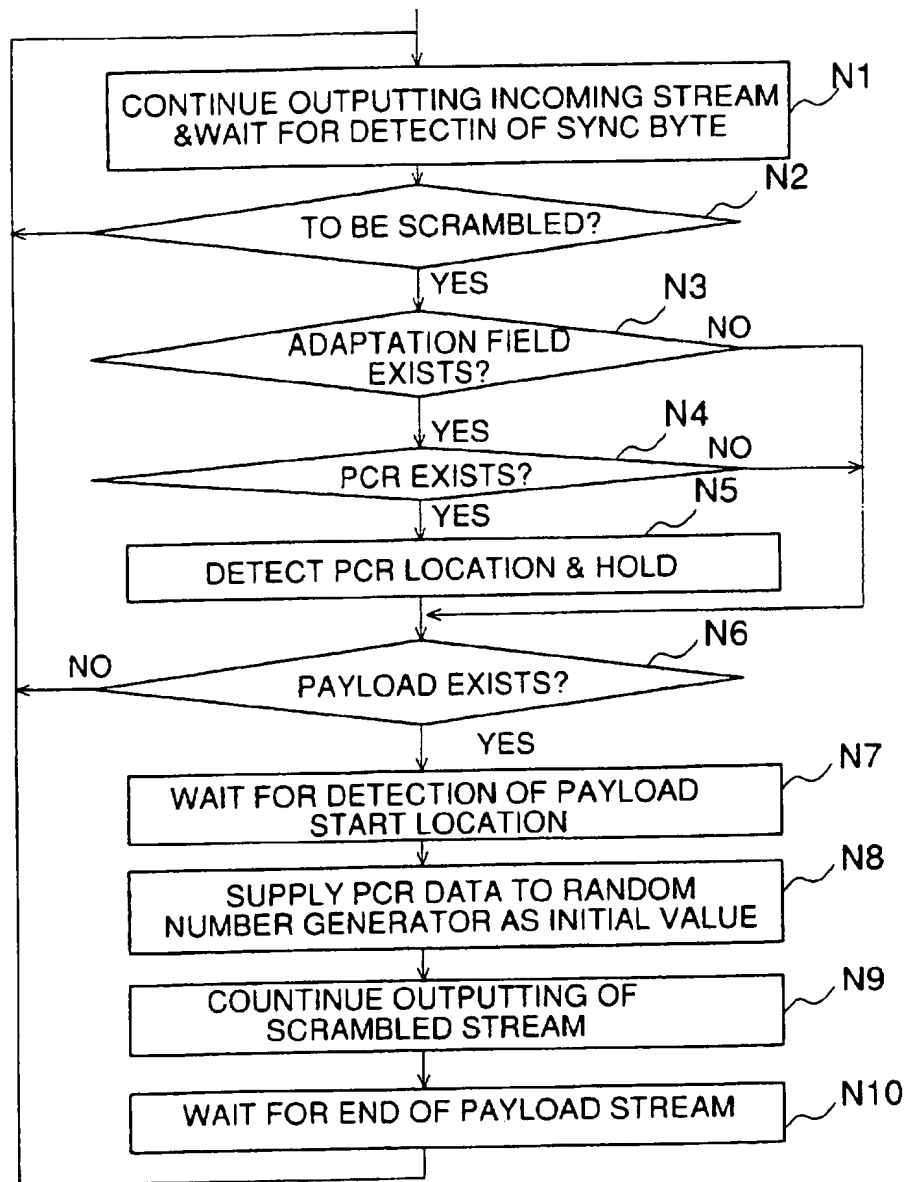 CONTINUE OUTPUTTING INCOMING STREAM
&WAIT FOR DETECTIN OF SYNC BYTE
N1
N2
TO BE SCRAMBLED?
YES
N3
NO
ADAPTATION FIELD
EXISTS?
YES
N4
NO
PCR EXISTS?
YES
N5
DETECT PCR LOCATION & HOLD
N6
NO
PAYLOAD EXISTS?
YES
N7
WAIT FOR DETECTION OF PAYLOAD
START LOCATION
N8
SUPPLY PCR DATA TO RANDOM
NUMBER GENERATOR AS INITIAL VALUE
N9
COUNTINUE OUTPUTTING OF
SCRAMBLED STREAM
N10
WAIT FOR END OF PAYLOAD STREAM